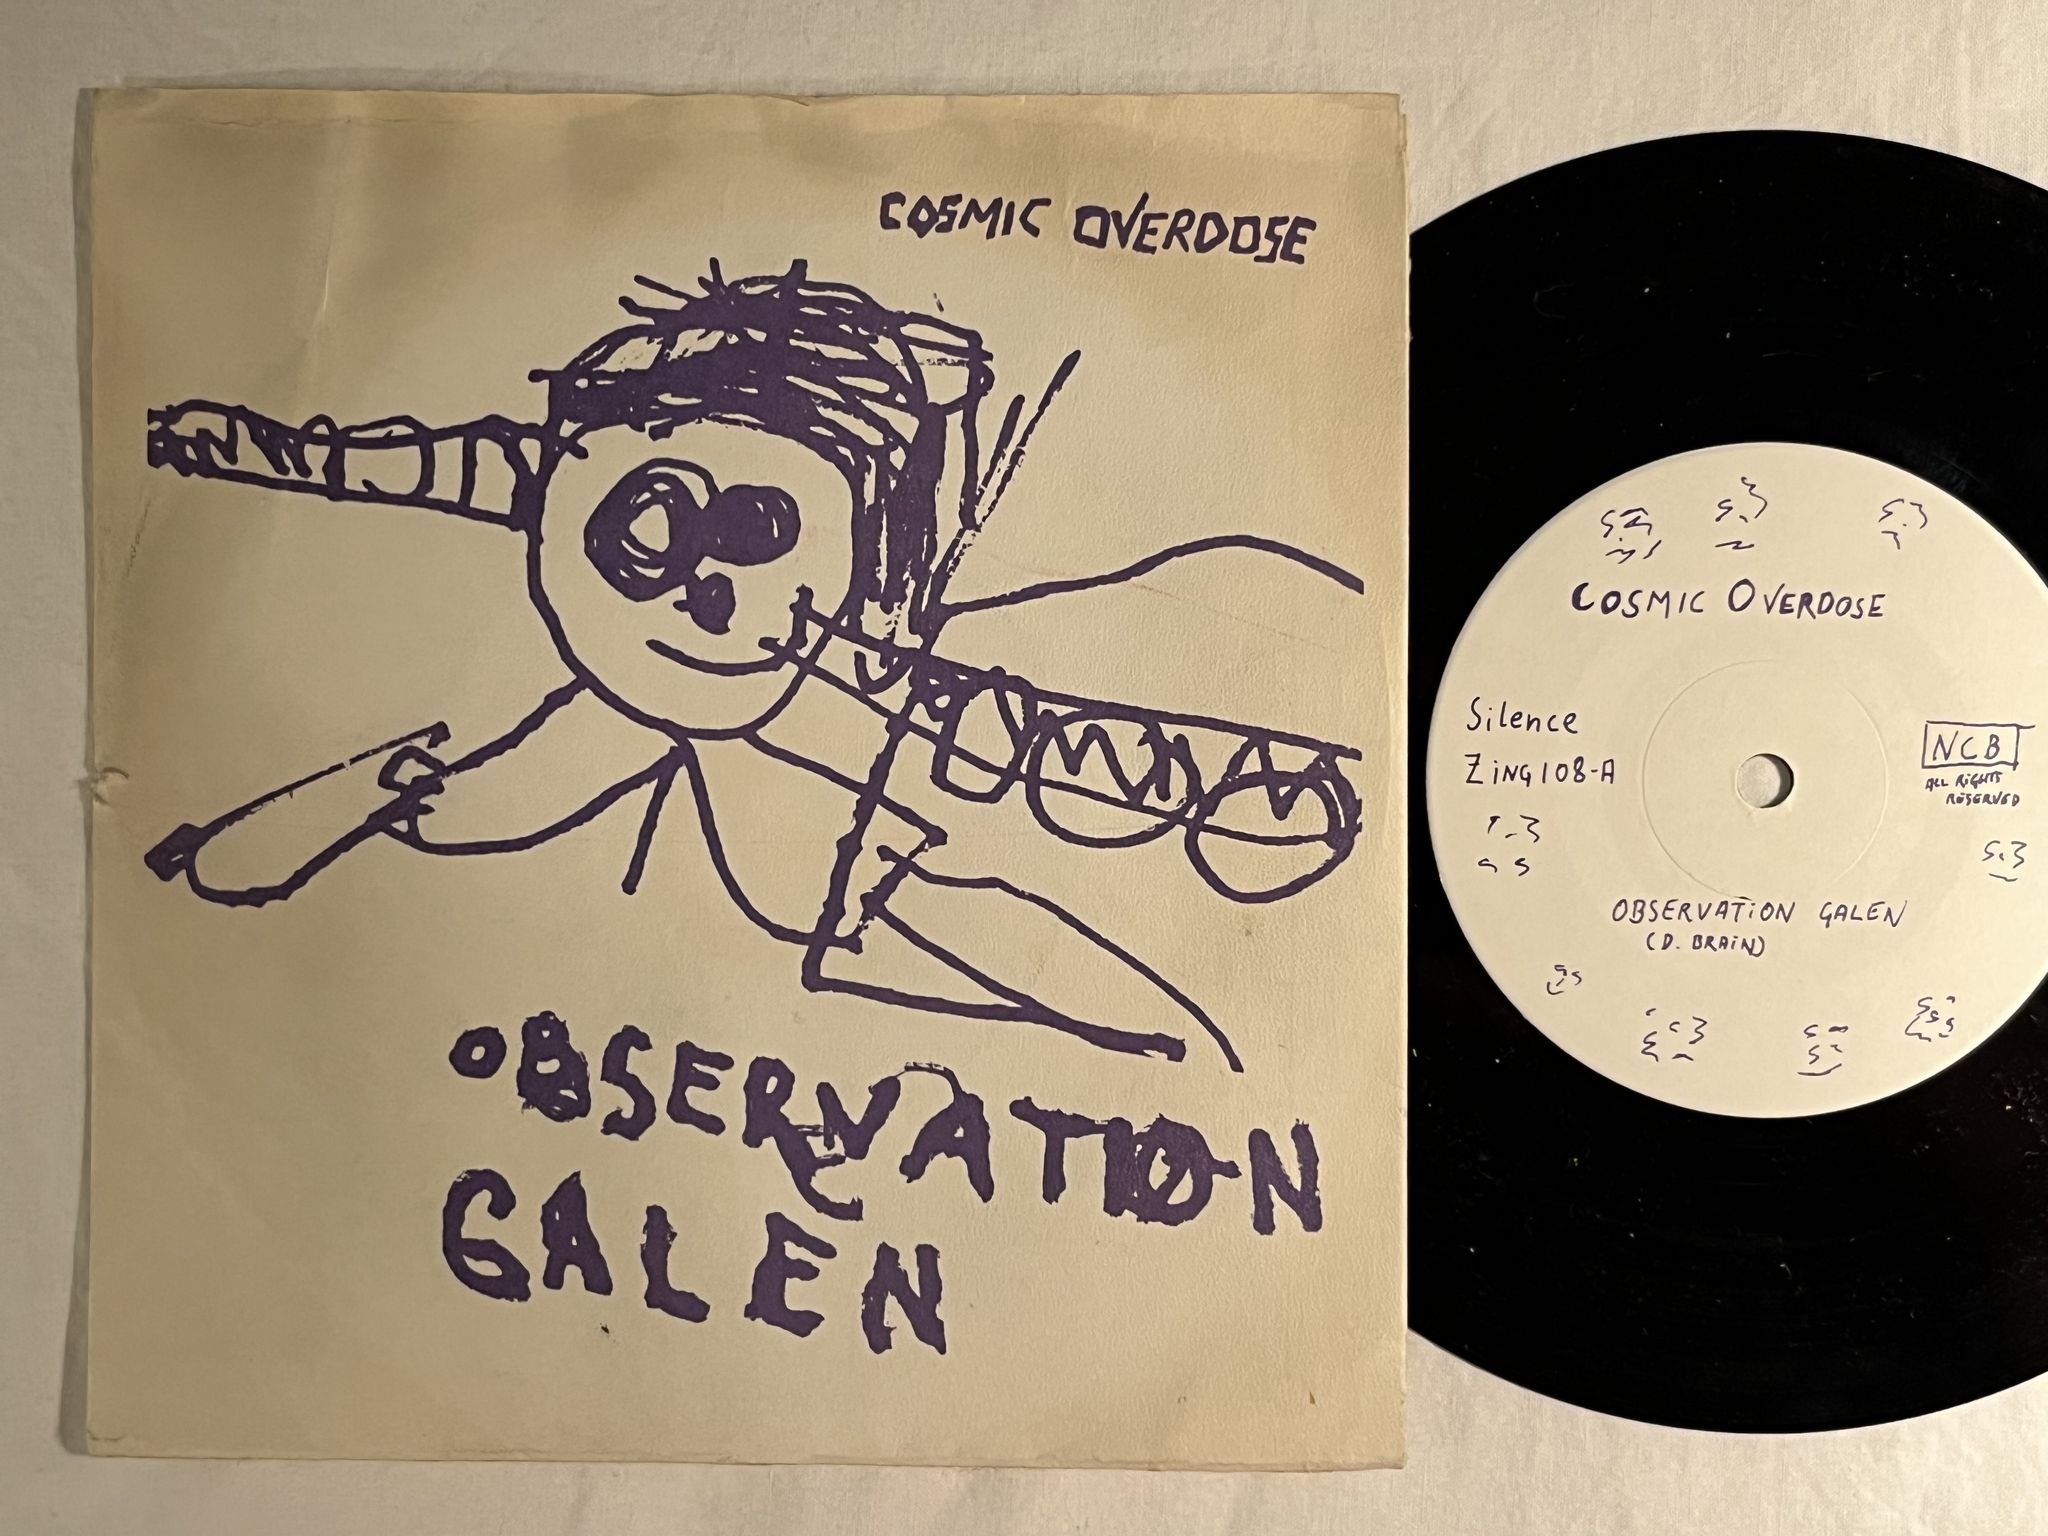 COSMIC OVERDOSE
OBSERVATION
GALEN
COSMIC OVERDOSE
Silence
ZiNG 108-A
NCB
ALL RiGHTS
RESERVED
OBSERVATiON GALEN
(D. BRAiN)